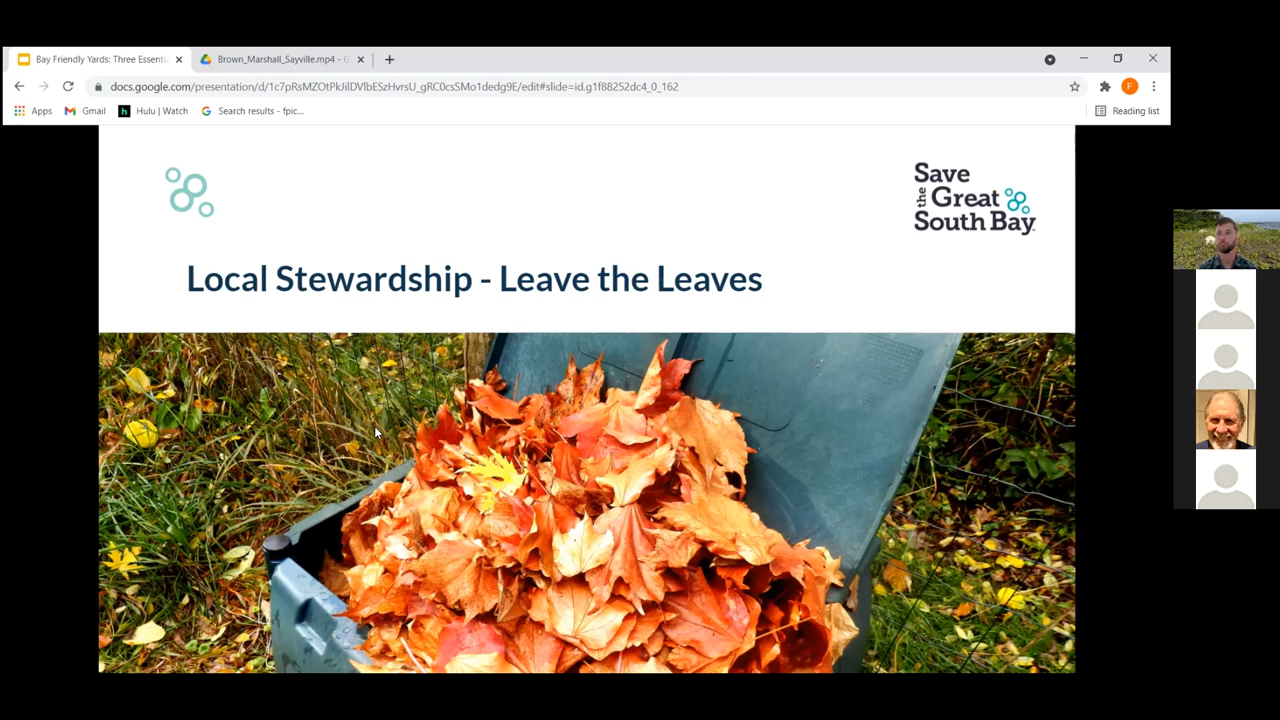 Bay Friendly Yards: Three Essenti
Brown_Marshall_Sayville.mp4 - G
docs.google.com/presentation/d/1c7pRsMZOtPkJilDVlbESzHvrsU_gRC0csSMo1dedg9E/edit#slide=id.g1f88252dc4_0_162
F
Apps
Gmail
h
Hulu | Watch
G
Search results - fpic...
Reading list
Save
the Great
South Bay
Local Stewardship - Leave the Leaves